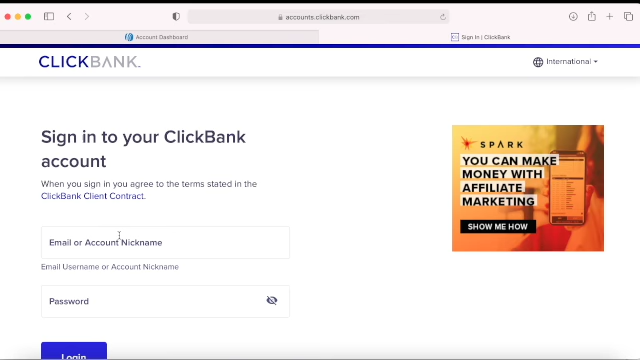 accounts.clickbank.com
Account Dashboard
Sign In | ClickBank
CLICKBANK
International
Sign in to your ClickBank
account
When you sign in you agree to the terms stated in the
ClickBank Client Contract.
Email or Account Nickname
Email Username or Account Nickname
Password
Login
SPARK
YOU CAN MAKE
MONEY WITH
AFFILIATE
MARKETING
SHOW ME HOW